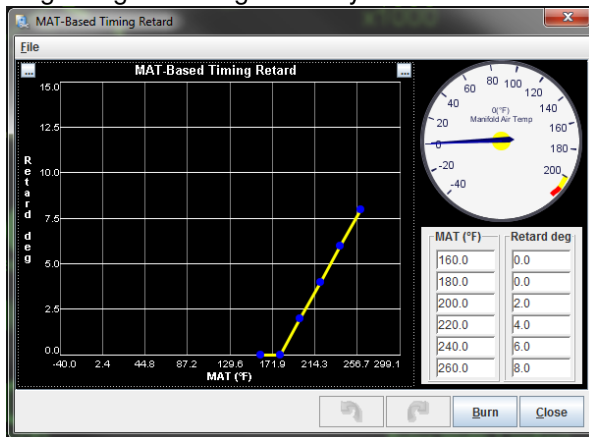 MAT-Based Timing Retard
File
...
MAT-Based Timing Retard
...
15.0
12.5
10.0
7.5
5.0
2.5
0.0
Retard deg
-40.0 2.4 44.8 87.2 129.6 171.9 214.3 256.7 299.1
MAT (°F)
-40
-20
0
20
40
60
80
100
120
140
160
180
200
0(°F)
Manifold Air Temp
MAT (°F) Retard deg
160.0 0.0
180.0 0.0
200.0 2.0
220.0 4.0
240.0 6.0
260.0 8.0
Burn Close